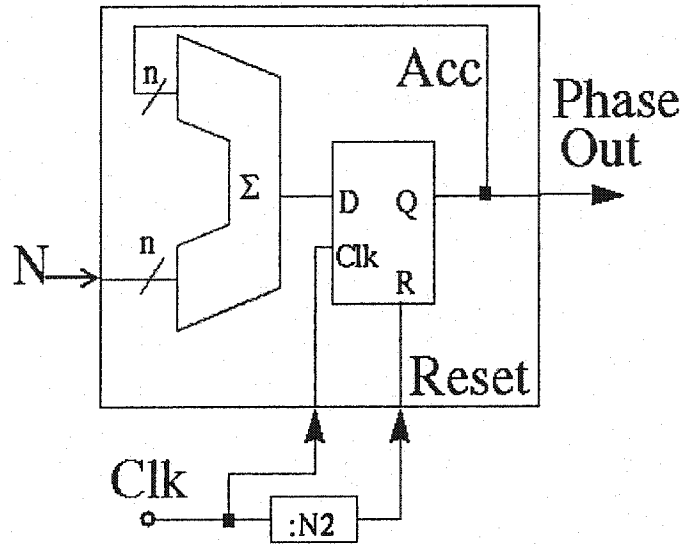 n
Acc
Phase
Out
Σ
D
Q
n
N
Clk
R
Reset
Clk
:N2